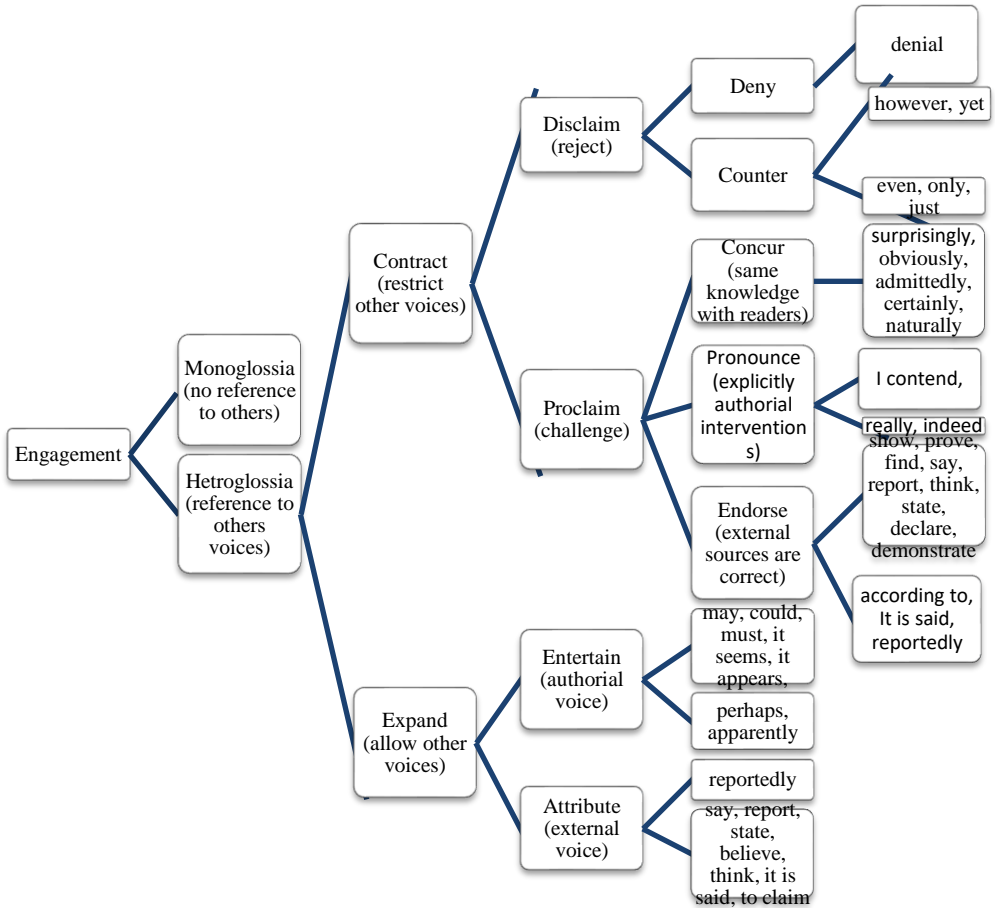 Engagement
Monoglossia
(no reference
to others)
Hetroglossia
(reference to
others
voices)
Contract
(restrict
other voices)
Disclaim
(reject)
Deny
denial
Counter
however, yet
even, only,
just
Proclaim
(challenge)
Concur
(same
knowledge
with readers)
surprisingly,
obviously,
admittedly,
certainly,
naturally
Pronounce
(explicitly
authorial
intervention
s)
I contend,
really, indeed
Endorse
(external
sources are
correct)
show, prove,
find, say,
report, think,
state,
declare,
demonstrate
according to,
It is said,
reportedly
Expand
(allow other
voices)
Entertain
(authorial
voice)
may, could,
must, it
seems, it
appears,
perhaps,
apparently
Attribute
(external
voice)
reportedly
say, report,
state,
believe,
think, it is
said, to claim